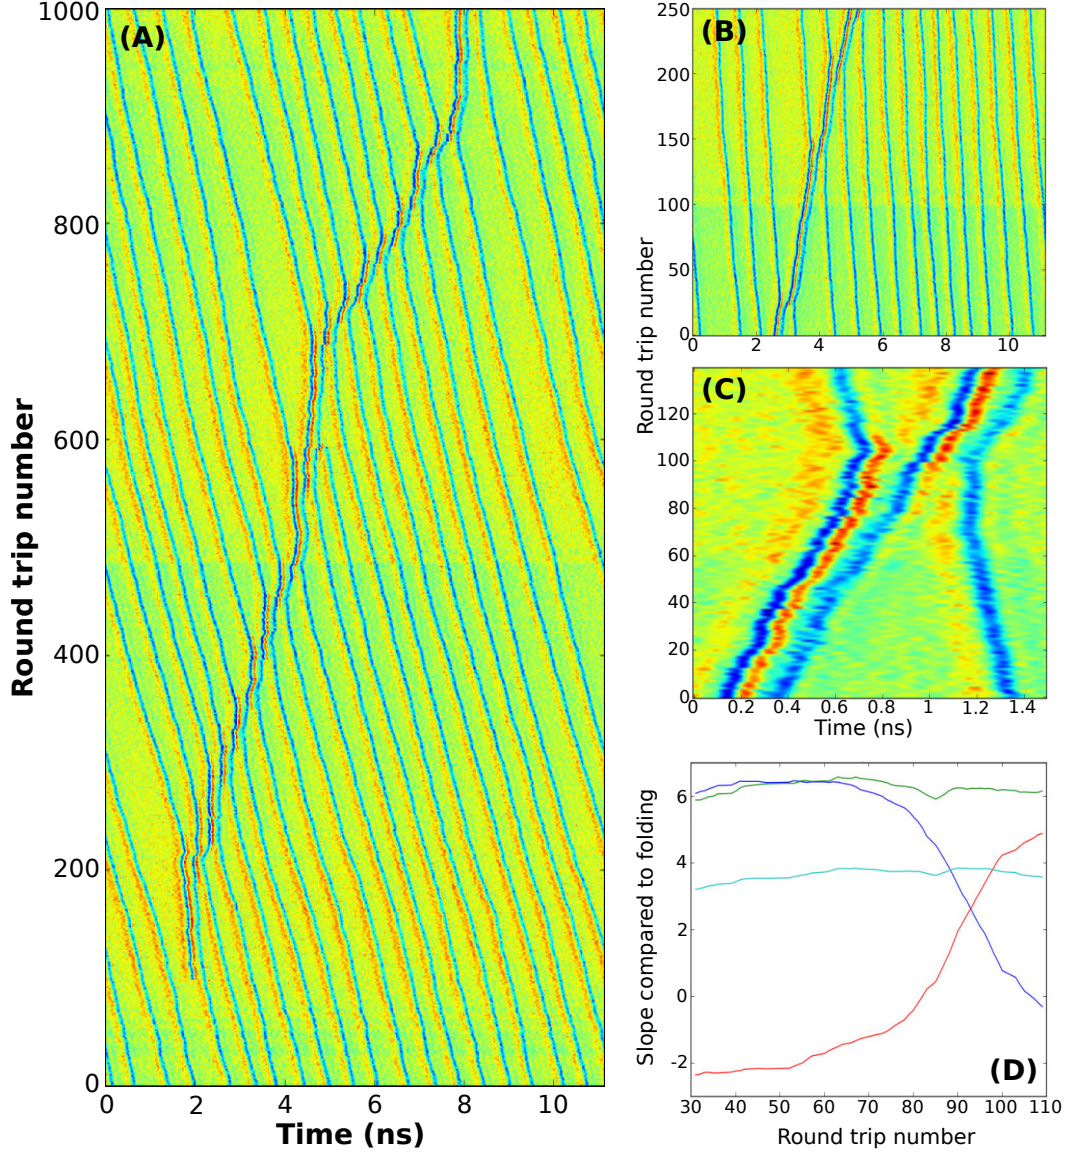 (A)
1000
800
600
400
200
0
0 2 4 6 8 10
Round trip number
Time (ns)
(B)
250
200
150
100
50
0
0 2 4 6 8 10
Round trip number
(C)
120
100
80
60
40
20
0
0 0.2 0.4 0.6 0.8 1 1.2 1.4
Time (ns)
6
4
2
0
-2
Slope compared to folding
(D)
30 40 50 60 70 80 90 100 110
Round trip number